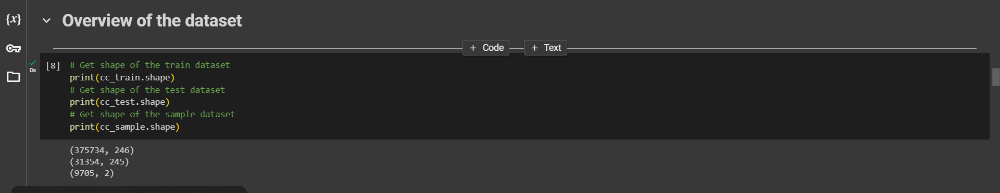 {x}
Overview of the dataset
+ Code
+ Text
0s
[8]
# Get shape of the train dataset
print(cc_train.shape)
# Get shape of the test dataset
print(cc_test.shape)
# Get shape of the sample dataset
print(cc_sample.shape)
(375734, 246)
(31354, 245)
(9705, 2)